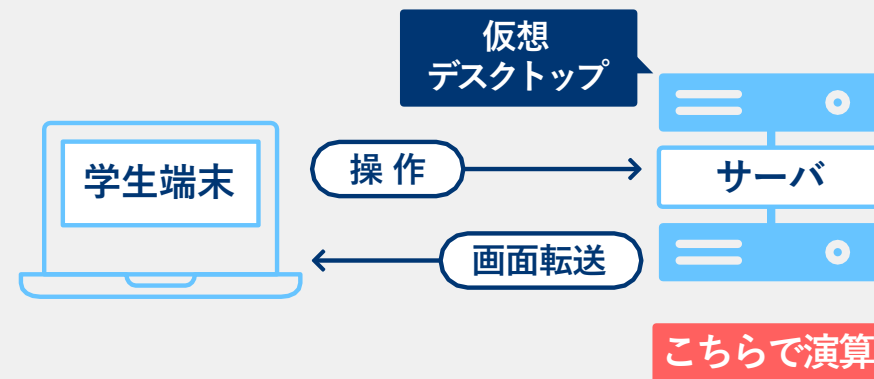 仮想
デスクトップ
学生端末
操作
サーバ
画面転送
こちらで演算